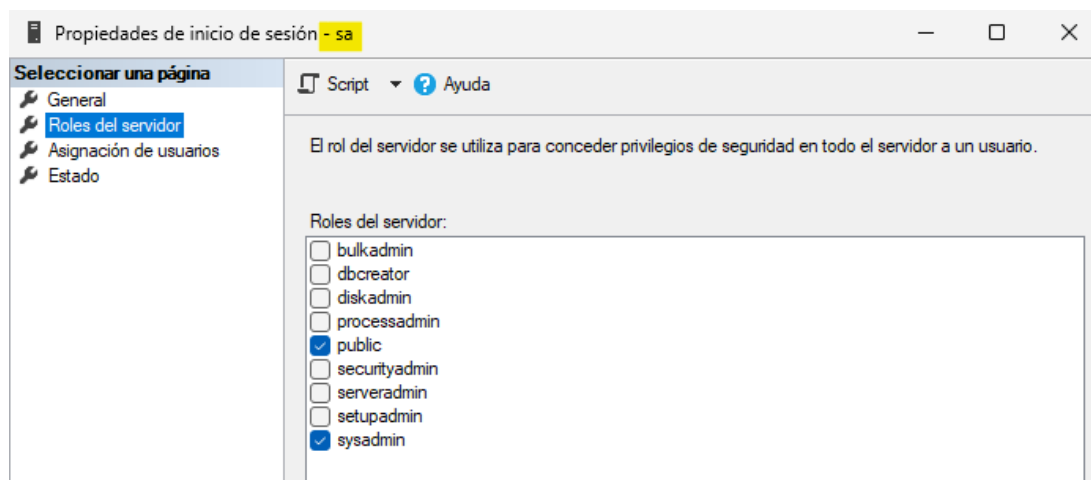 Propiedades de inicio de sesión - sa
Seleccionar una página
General
Roles del servidor
Asignación de usuarios
Estado
Script
Ayuda
El rol del servidor se utiliza para conceder privilegios de seguridad en todo el servidor a un usuario.
Roles del servidor:
bulkadmin
dbcreator
diskadmin
processadmin
public
securityadmin
serveradmin
setupadmin
sysadmin